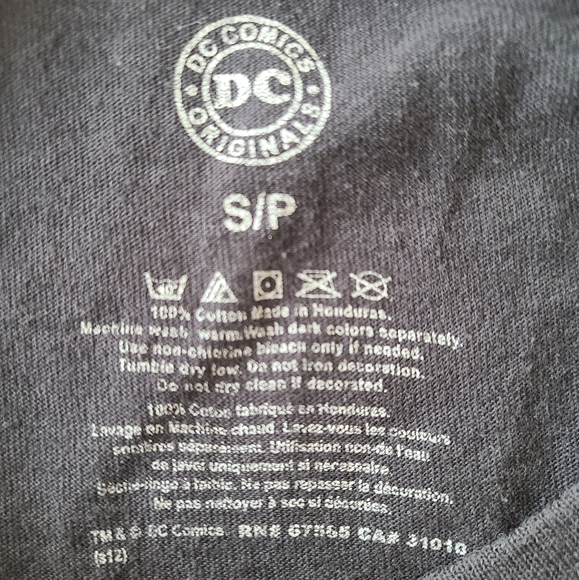 DC COMICS
DC
ORIGINALS
S/P
40°
100% Cotton Made in Honduras.
Machine wash warm. Wash dark colors separately.
Use non-chlorine bleach only if needed.
Tumble dry low. Do not iron decoration.
Do not dry clean if decorated.
100% Coton fabriqué en Honduras.
Lavage en Machine chaud. Lavez-vous les couleurs
sombres séparément. Utilisation non-de l'eau
de javel uniquement si nécessaire.
Sèche-linge à faible. Ne pas repasser la décoration.
Ne pas nettoyer à sec si décorées.
TM & © DC Comics. RN# 67565 CA# 31010
(s12)